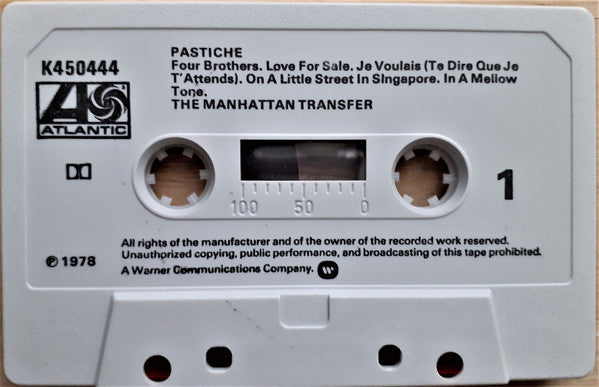 PASTICHE
K450444
Four Brothers. Love For Sale. Je Voulais (Te Dire Que Je
T'Attends). On A Little Street In Singapore. In A Mellow
Tone.
THE MANHATTAN TRANSFER
ATLANTIC
1
100 50 0
All rights of the manufacturer and of the owner of the recorded work reserved.
Unauthorized copying, public performance, and broadcasting of this tape prohibited.
℗ 1978
A Warner Communications Company.